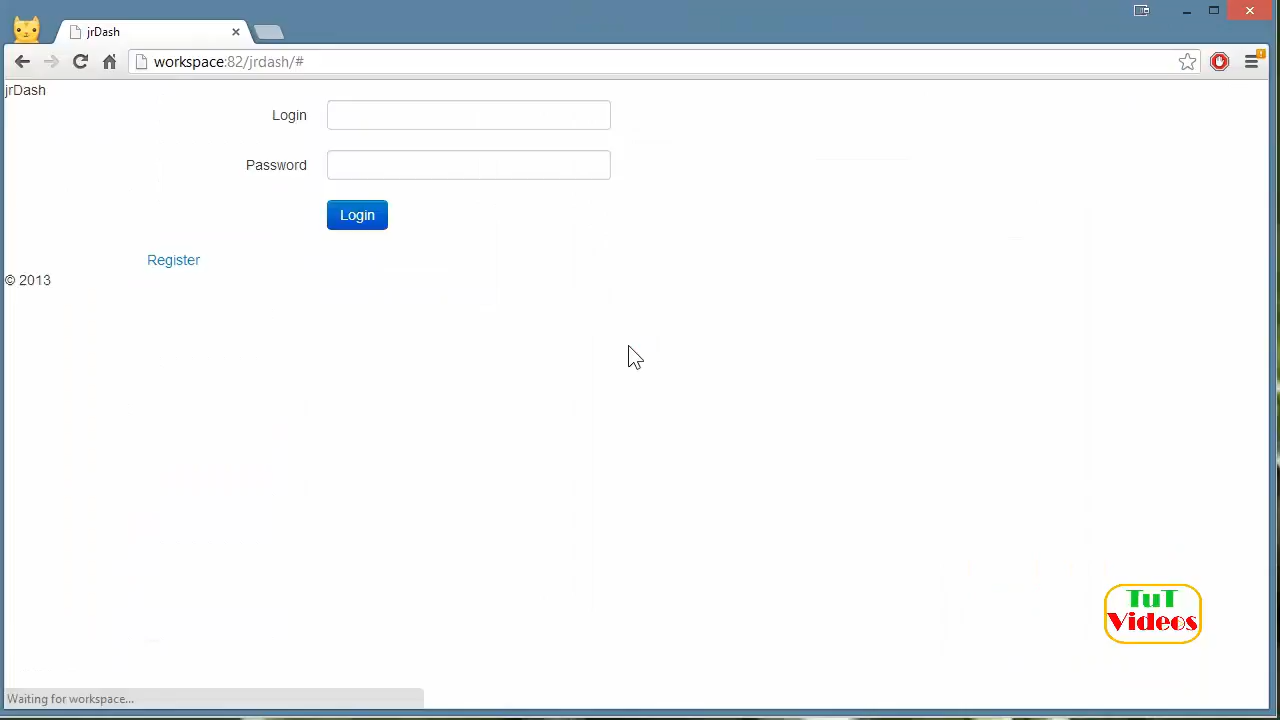 jrDash
workspace:82/jrdash/#
jrDash
Login
Password
Login
Register
© 2013
TuT
Videos
Waiting for workspace...